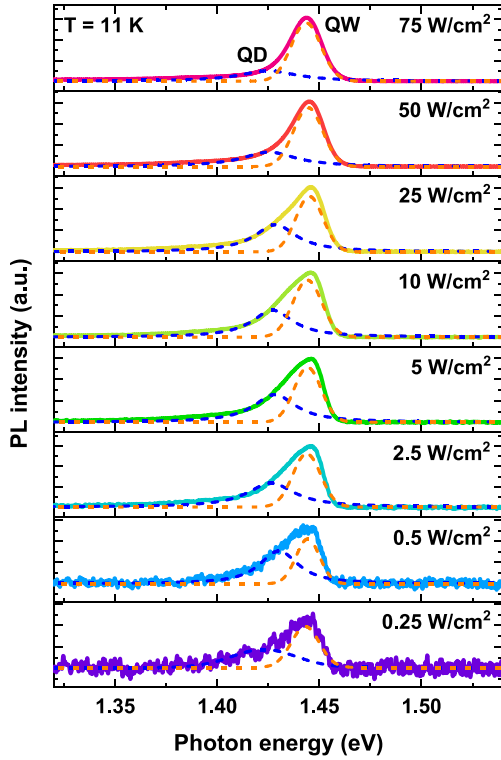 T = 11 K
QD
QW
75 W/cm²
50 W/cm²
25 W/cm²
10 W/cm²
5 W/cm²
2.5 W/cm²
0.5 W/cm²
0.25 W/cm²
PL intensity (a.u.)
1.35 1.40 1.45 1.50
Photon energy (eV)